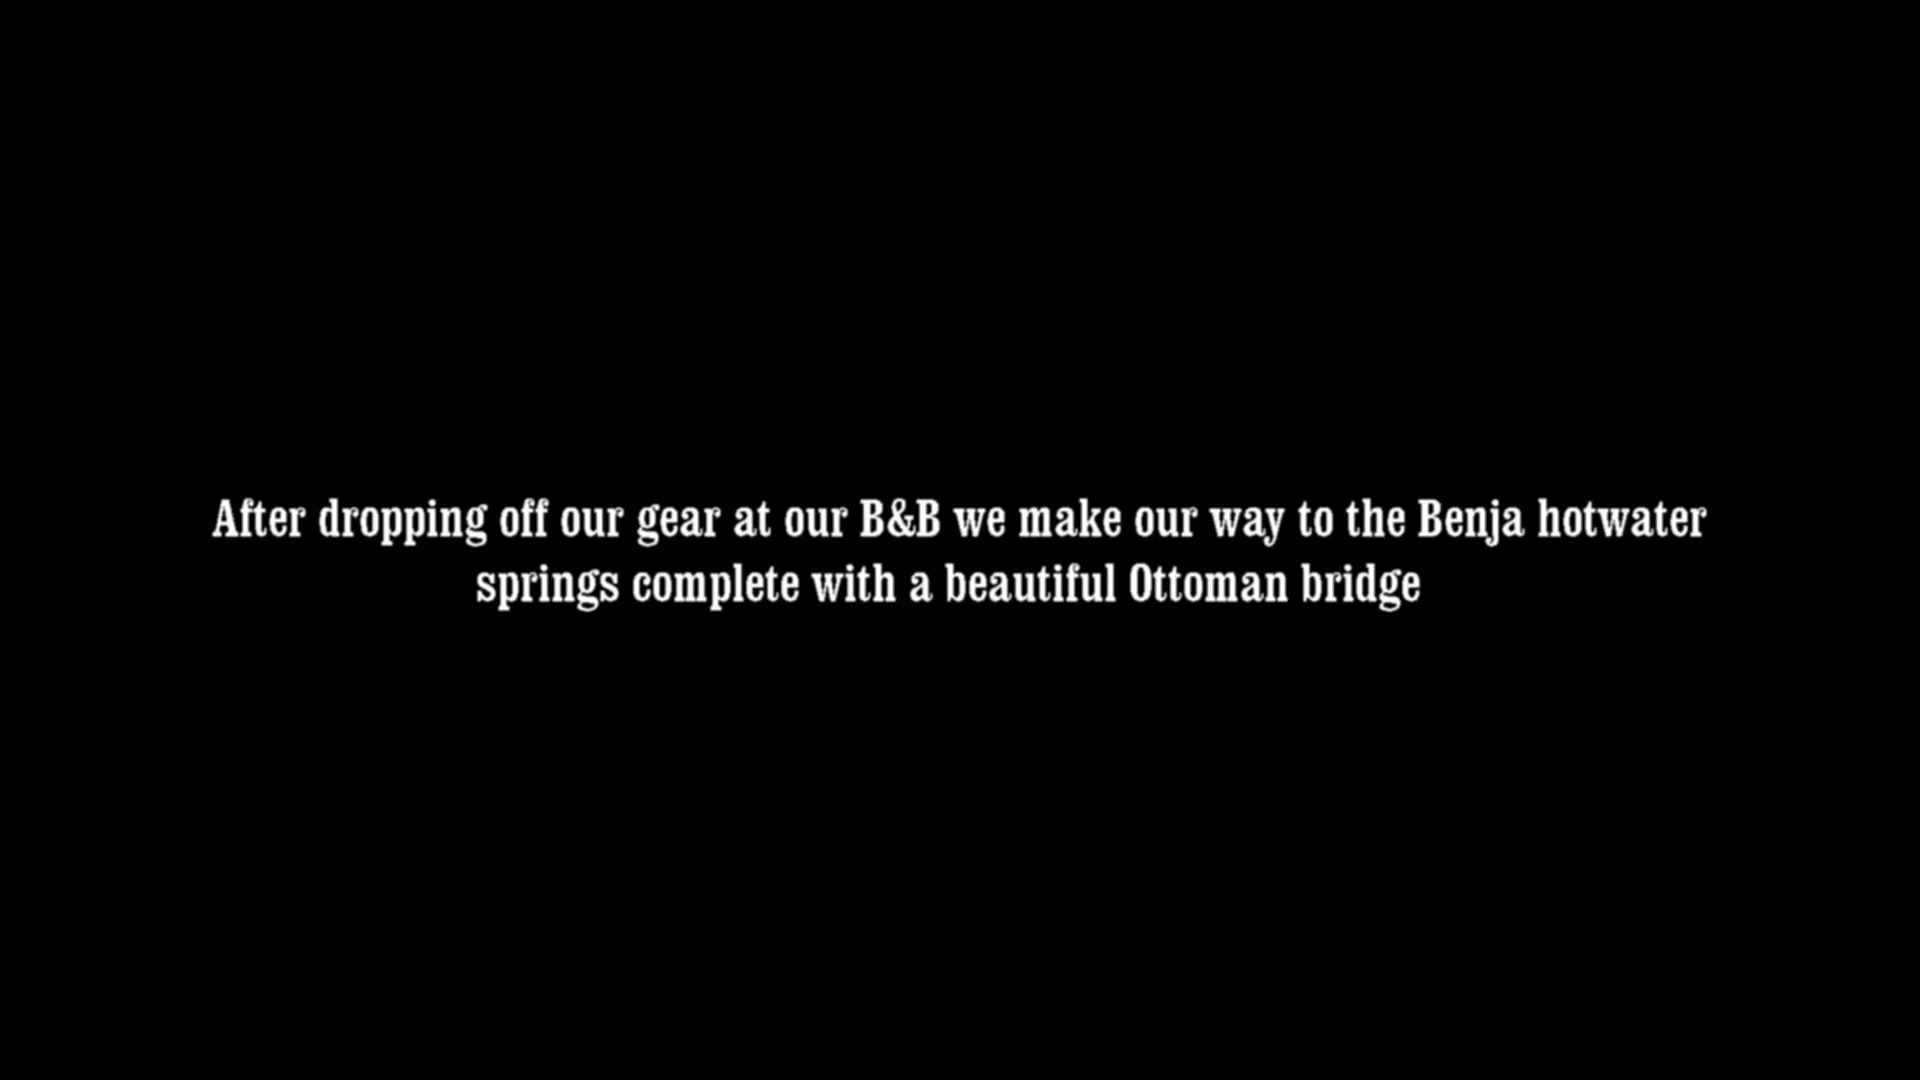 After dropping off our gear at our B&B we make our way to the Benja hotwater
springs complete with a beautiful Ottoman bridge